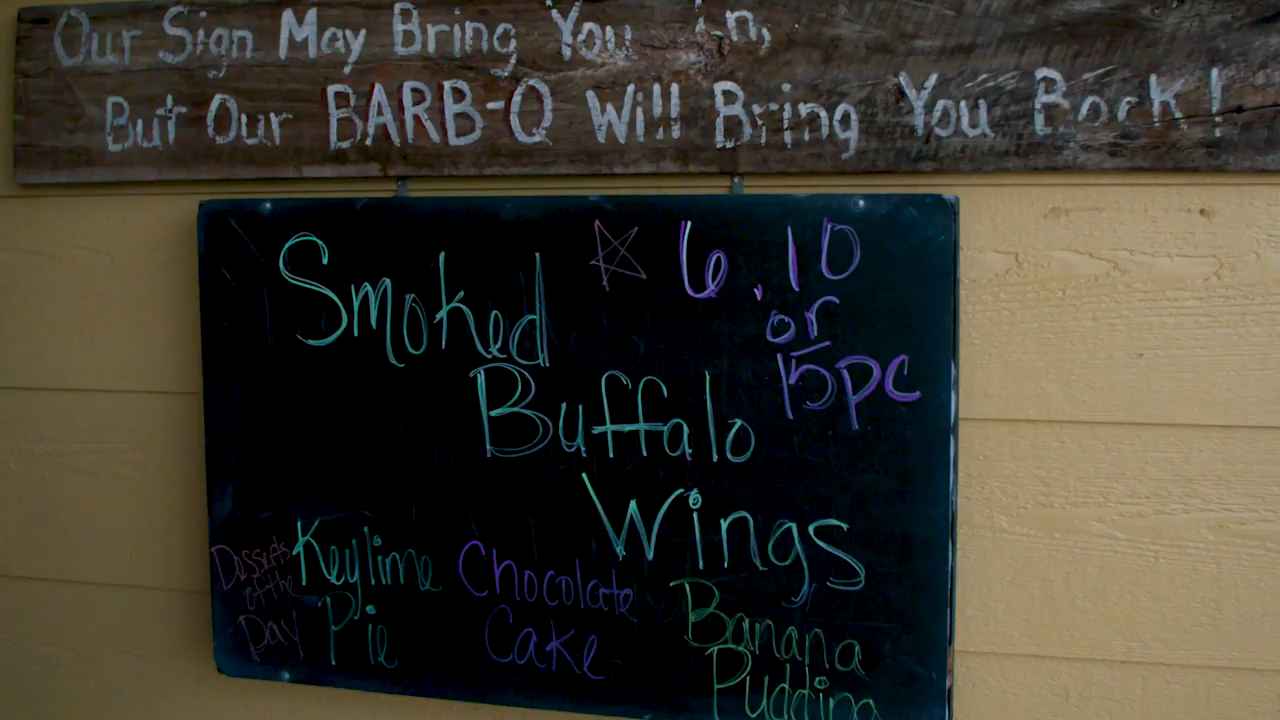 Our Sign May Bring You In,
But Our BARB-Q Will Bring You Back!
Smoked
Buffalo
Wings
6, 10
or
15pc
Desserts
of the
Day
Keylime
Pie
Chocolate
Cake
Banana
Pudding